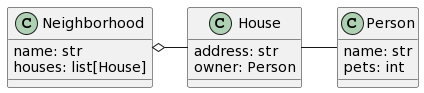 C Neighborhood
name: str
houses: list[House]
C House
address: str
owner: Person
C Person
name: str
pets: int